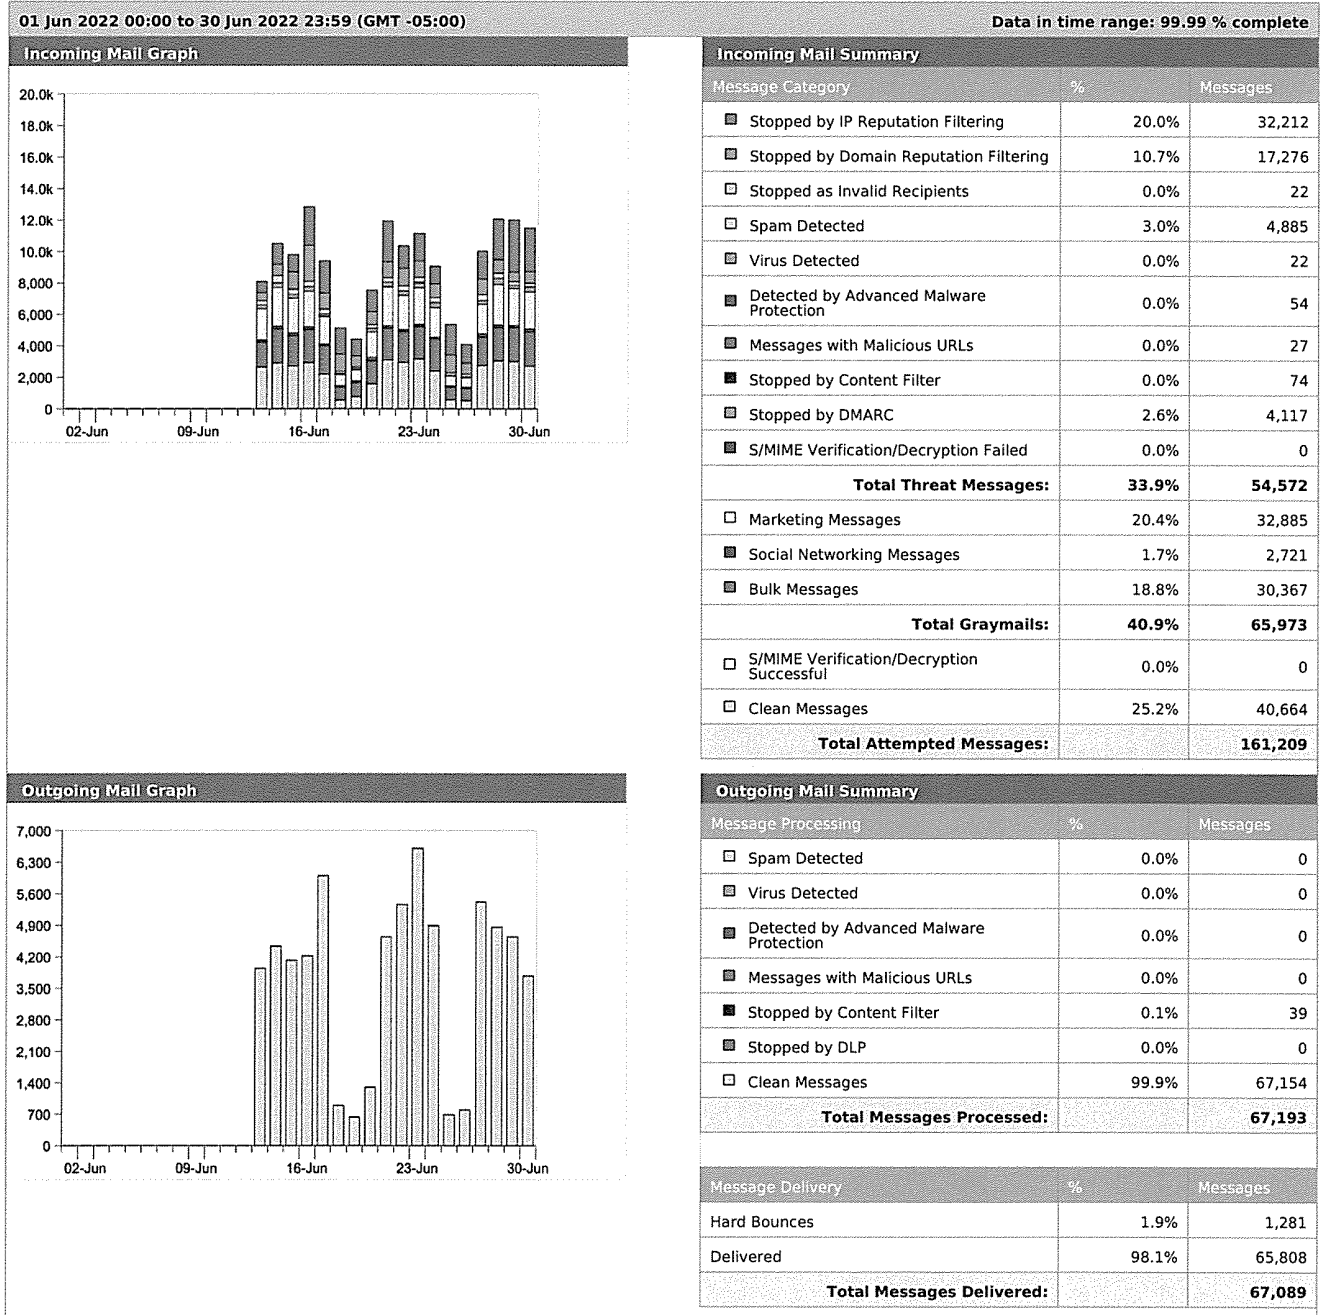 01 Jun 2022 00:00 to 30 Jun 2022 23:59 (GMT -05:00) Data in time range: 99.99 % complete
Incoming Mail Graph
20.0k
18.0k
16.0k
14.0k
12.0k
10.0k
8,000
6,000
4,000
2,000
0
02-Jun 09-Jun 16-Jun 23-Jun 30-Jun
Incoming Mail Summary
Message Category % Messages
Stopped by IP Reputation Filtering 20.0% 32,212
Stopped by Domain Reputation Filtering 10.7% 17,276
Stopped as Invalid Recipients 0.0% 22
Spam Detected 3.0% 4,885
Virus Detected 0.0% 22
Detected by Advanced Malware
Protection 0.0% 54
Messages with Malicious URLs 0.0% 27
Stopped by Content Filter 0.0% 74
Stopped by DMARC 2.6% 4,117
S/MIME Verification/Decryption Failed 0.0% 0
Total Threat Messages: 33.9% 54,572
Marketing Messages 20.4% 32,885
Social Networking Messages 1.7% 2,721
Bulk Messages 18.8% 30,367
Total Graymails: 40.9% 65,973
S/MIME Verification/Decryption
Successful 0.0% 0
Clean Messages 25.2% 40,664
Total Attempted Messages: 161,209
Outgoing Mail Graph
7,000
6,300
5,600
4,900
4,200
3,500
2,800
2,100
1,400
700
0
02-Jun 09-Jun 16-Jun 23-Jun 30-Jun
Outgoing Mail Summary
Message Processing % Messages
Spam Detected 0.0% 0
Virus Detected 0.0% 0
Detected by Advanced Malware
Protection 0.0% 0
Messages with Malicious URLs 0.0% 0
Stopped by Content Filter 0.1% 39
Stopped by DLP 0.0% 0
Clean Messages 99.9% 67,154
Total Messages Processed: 67,193
Message Delivery % Messages
Hard Bounces 1.9% 1,281
Delivered 98.1% 65,808
Total Messages Delivered: 67,089